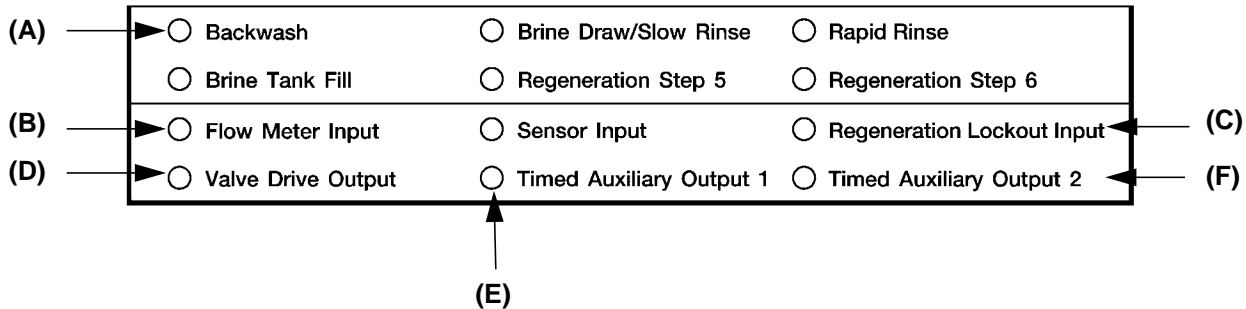 (A) Backwash Brine Draw/Slow Rinse Rapid Rinse
Brine Tank Fill Regeneration Step 5 Regeneration Step 6
(B) Flow Meter Input Sensor Input Regeneration Lockout Input (C)
(D) Valve Drive Output Timed Auxiliary Output 1 Timed Auxiliary Output 2 (F)
(E)